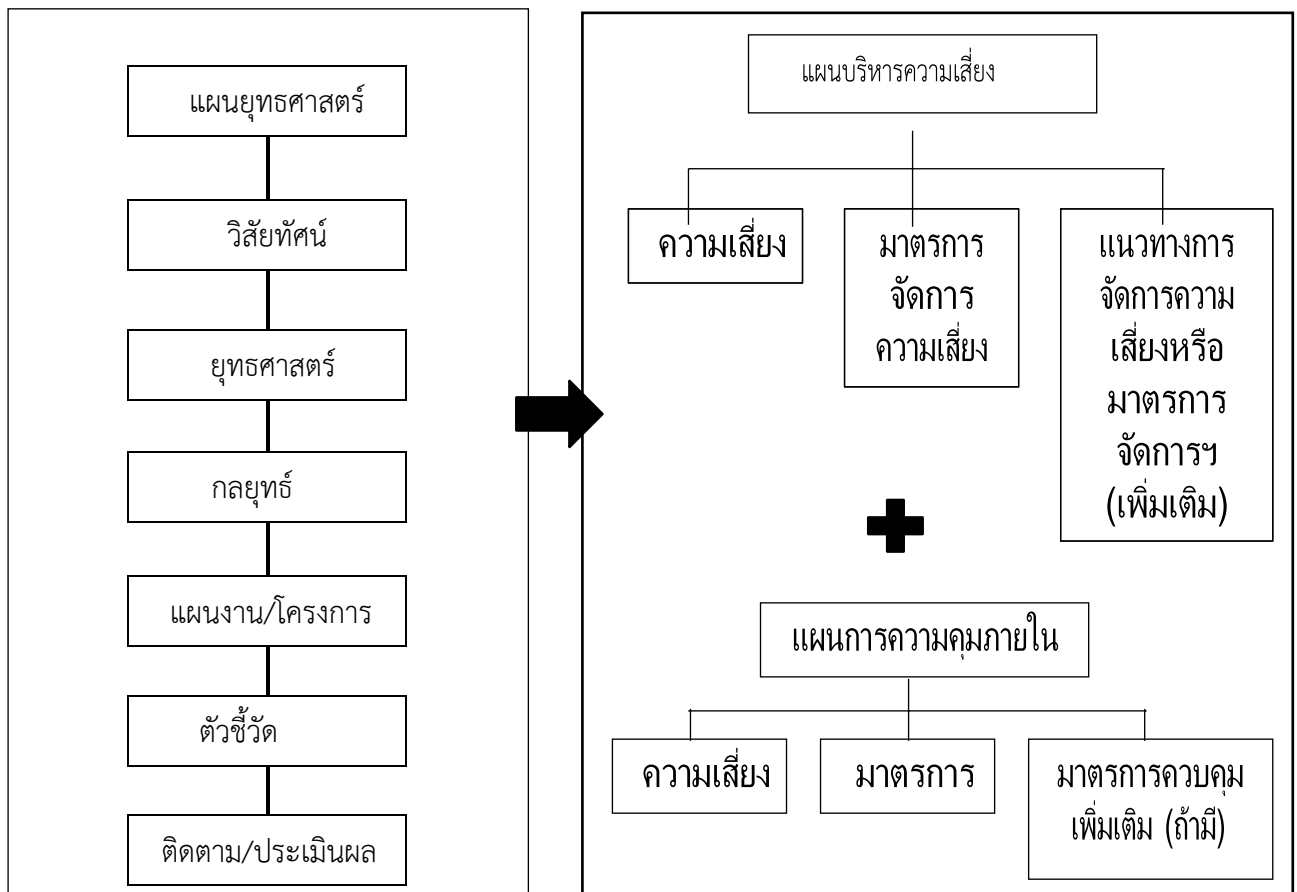 แผนยุทธศาสตร์
วิสัยทัศน์
ยุทธศาสตร์
กลยุทธ์
แผนงาน/โครงการ
ตัวชี้วัด
ติดตาม/ประเมินผล
แผนบริหารความเสี่ยง
ความเสี่ยง
มาตรการ
จัดการ
ความเสี่ยง
แนวทางการ
จัดการความ
เสี่ยงหรือ
มาตรการ
จัดการฯ
(เพิ่มเติม)
แผนการความคุมภายใน
ความเสี่ยง
มาตรการ
มาตรการควบคุม
เพิ่มเติม (ถ้ามี)